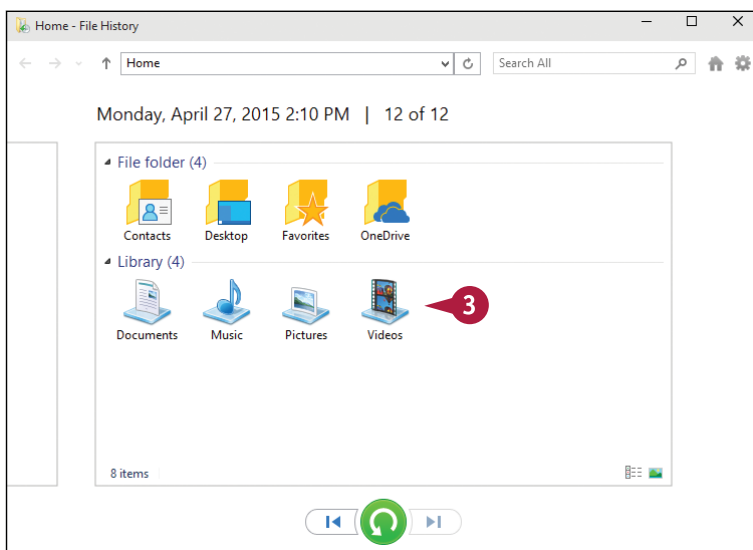 Home - File History
Home
Search All
Monday, April 27, 2015 2:10 PM | 12 of 12
File folder (4)
Contacts Desktop Favorites OneDrive
Library (4)
3
Documents Music Pictures Videos
8 items